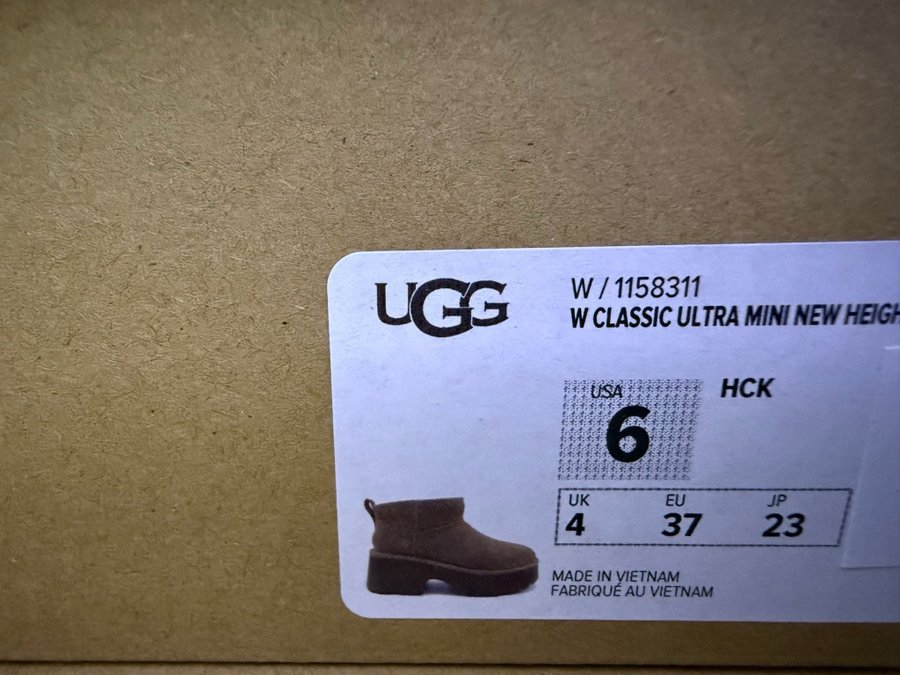 UGG
W / 1158311
W CLASSIC ULTRA MINI NEW HEIGH
USA
6
HCK
UK EU JP
4 37 23
MADE IN VIETNAM
FABRIQUÉ AU VIETNAM